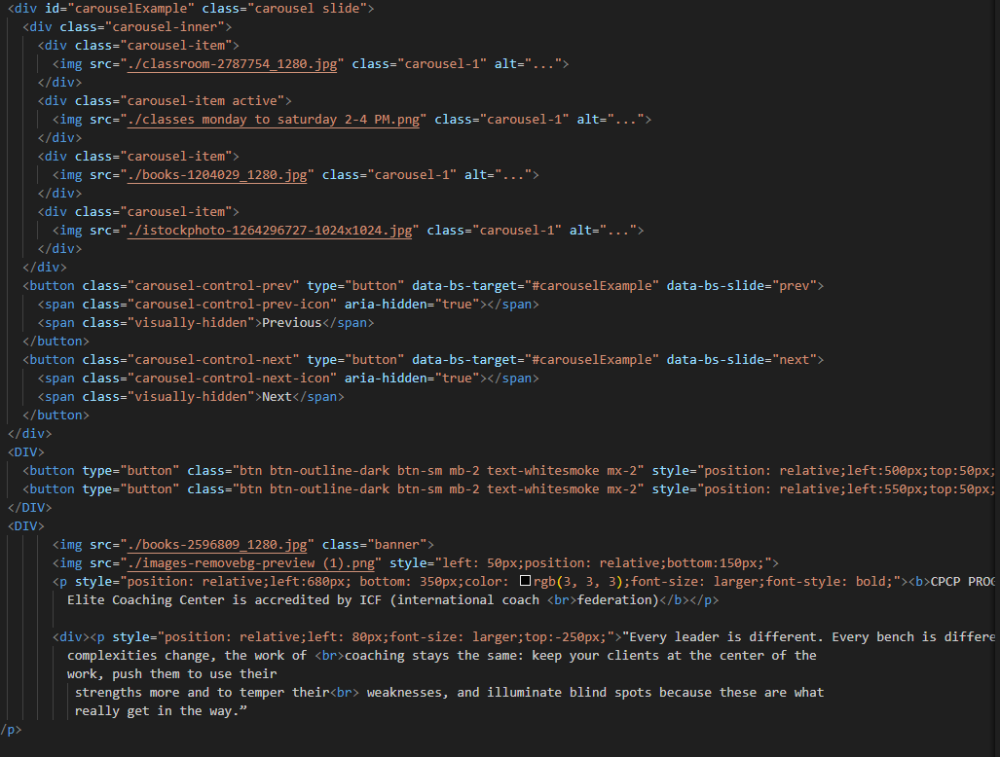 <div id="carouselExample" class="carousel slide">
<div class="carousel-inner">
<div class="carousel-item">
<img src="./classroom-2787754_1280.jpg" class="carousel-1" alt="...">
</div>
<div class="carousel-item active">
<img src="./classes monday to saturday 2-4 PM.png" class="carousel-1" alt="...">
</div>
<div class="carousel-item">
<img src="./books-1204029_1280.jpg" class="carousel-1" alt="...">
</div>
<div class="carousel-item">
<img src="./istockphoto-1264296727-1024x1024.jpg" class="carousel-1" alt="...">
</div>
</div>
<button class="carousel-control-prev" type="button" data-bs-target="#carouselExample" data-bs-slide="prev">
<span class="carousel-control-prev-icon" aria-hidden="true"></span>
<span class="visually-hidden">Previous</span>
</button>
<button class="carousel-control-next" type="button" data-bs-target="#carouselExample" data-bs-slide="next">
<span class="carousel-control-next-icon" aria-hidden="true"></span>
<span class="visually-hidden">Next</span>
</button>
</div>
<DIV>
<button type="button" class="btn btn-outline-dark btn-sm mb-2 text-whitesmoke mx-2" style="position: relative;left:500px;top:50px;
<button type="button" class="btn btn-outline-dark btn-sm mb-2 text-whitesmoke mx-2" style="position: relative;left:550px;top:50px;
</DIV>
<DIV>
<img src="./books-2596809_1280.jpg" class="banner">
<img src="./images-removebg-preview (1).png" style="left: 50px;position: relative;bottom:150px;">
<p style="position: relative;left:680px; bottom: 350px;color: rgb(3, 3, 3);font-size: larger;font-style: bold;"><b>CPCP
Elite Coaching Center is accredited by ICF (international coach <br>federation)</b></p>
<div><p style="position: relative;left: 80px;font-size: larger;top:-250px;">"Every leader is different. Every bench is
complexities change, the work of <br>coaching stays the same: keep your clients at the center of the
work, push them to use their
strengths more and to temper their<br> weaknesses, and illuminate blind spots because these are what
really get in the way.”
/p>